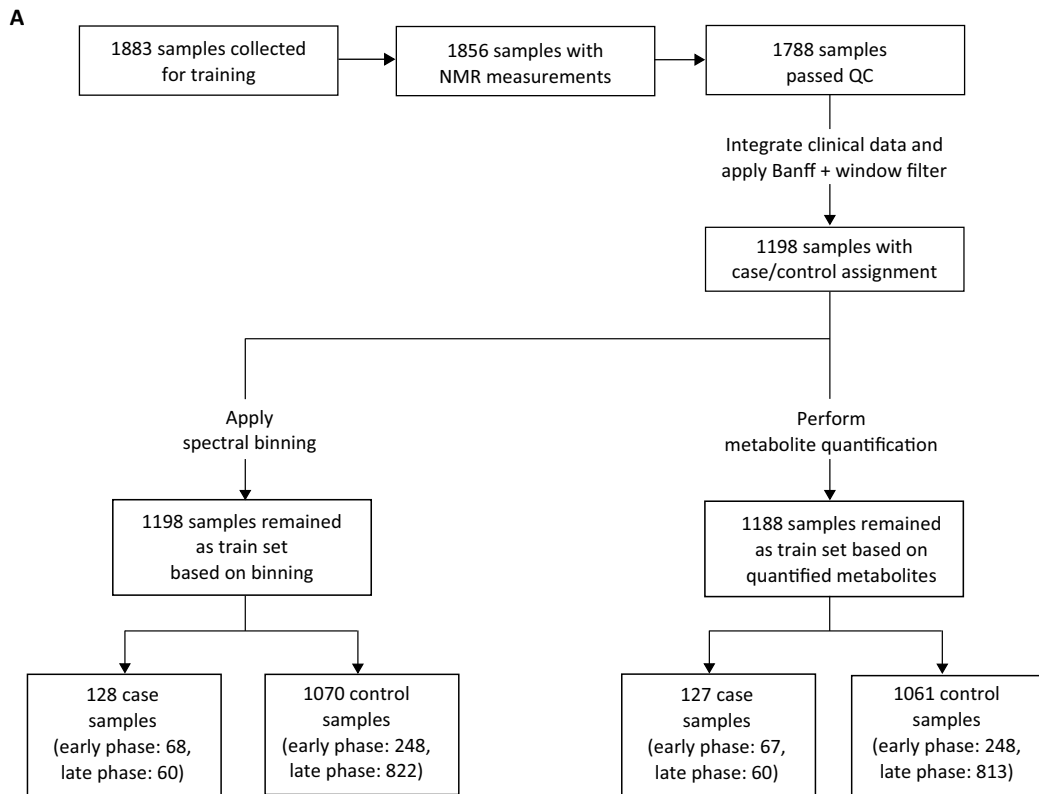 A
1883 samples collected
for training
1856 samples with
NMR measurements
1788 samples
passed QC
Integrate clinical data and
apply Banff + window filter
1198 samples with
case/control assignment
Apply
spectral binning
Perform
metabolite quantification
1198 samples remained
as train set
based on binning
1188 samples remained
as train set based on
quantified metabolites
128 case
samples
(early phase: 68,
late phase: 60)
1070 control
samples
(early phase: 248,
late phase: 822)
127 case
samples
(early phase: 67,
late phase: 60)
1061 control
samples
(early phase: 248,
late phase: 813)